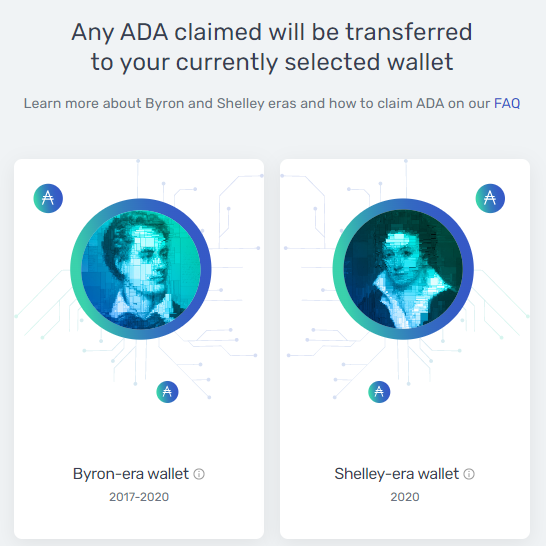 Any ADA claimed will be transferred
to your currently selected wallet
Learn more about Byron and Shelley eras and how to claim ADA on our FAQ
Byron-era wallet
2017-2020
Shelley-era wallet
2020